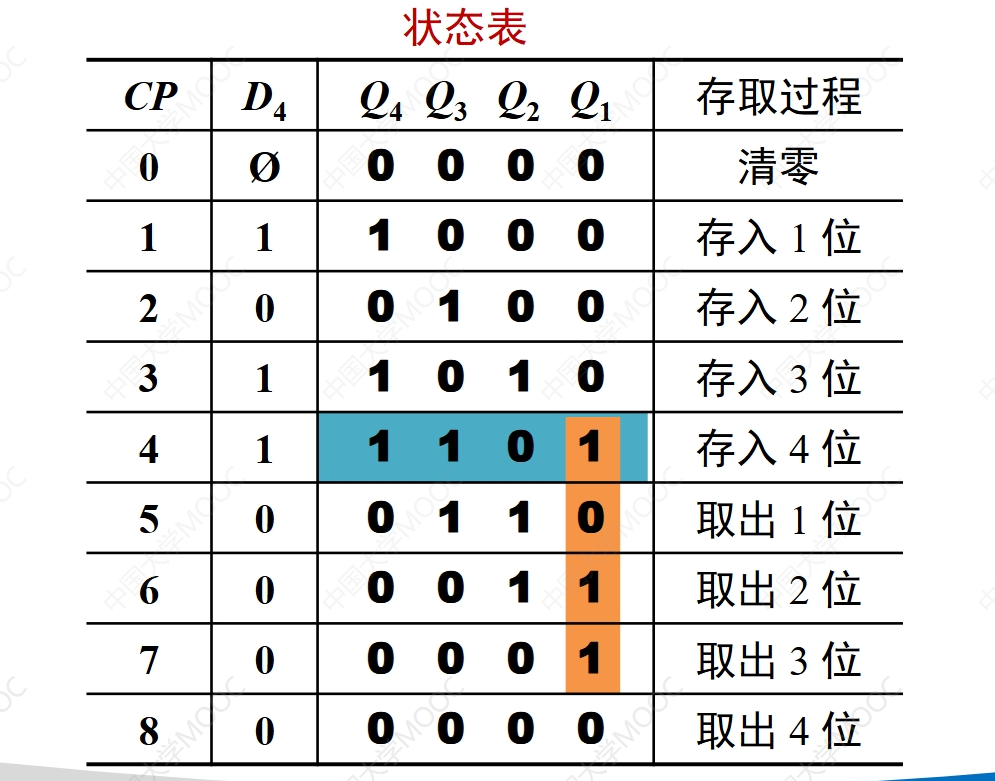 状态表
CP D4 Q4 Q3 Q2 Q1 存取过程
0 Ø 0 0 0 0 清零
1 1 1 0 0 0 存入 1 位
2 0 0 1 0 0 存入 2 位
3 1 1 0 1 0 存入 3 位
4 1 1 1 0 1 存入 4 位
5 0 0 1 1 0 取出 1 位
6 0 0 0 1 1 取出 2 位
7 0 0 0 0 1 取出 3 位
8 0 0 0 0 0 取出 4 位
中国大学MOOC